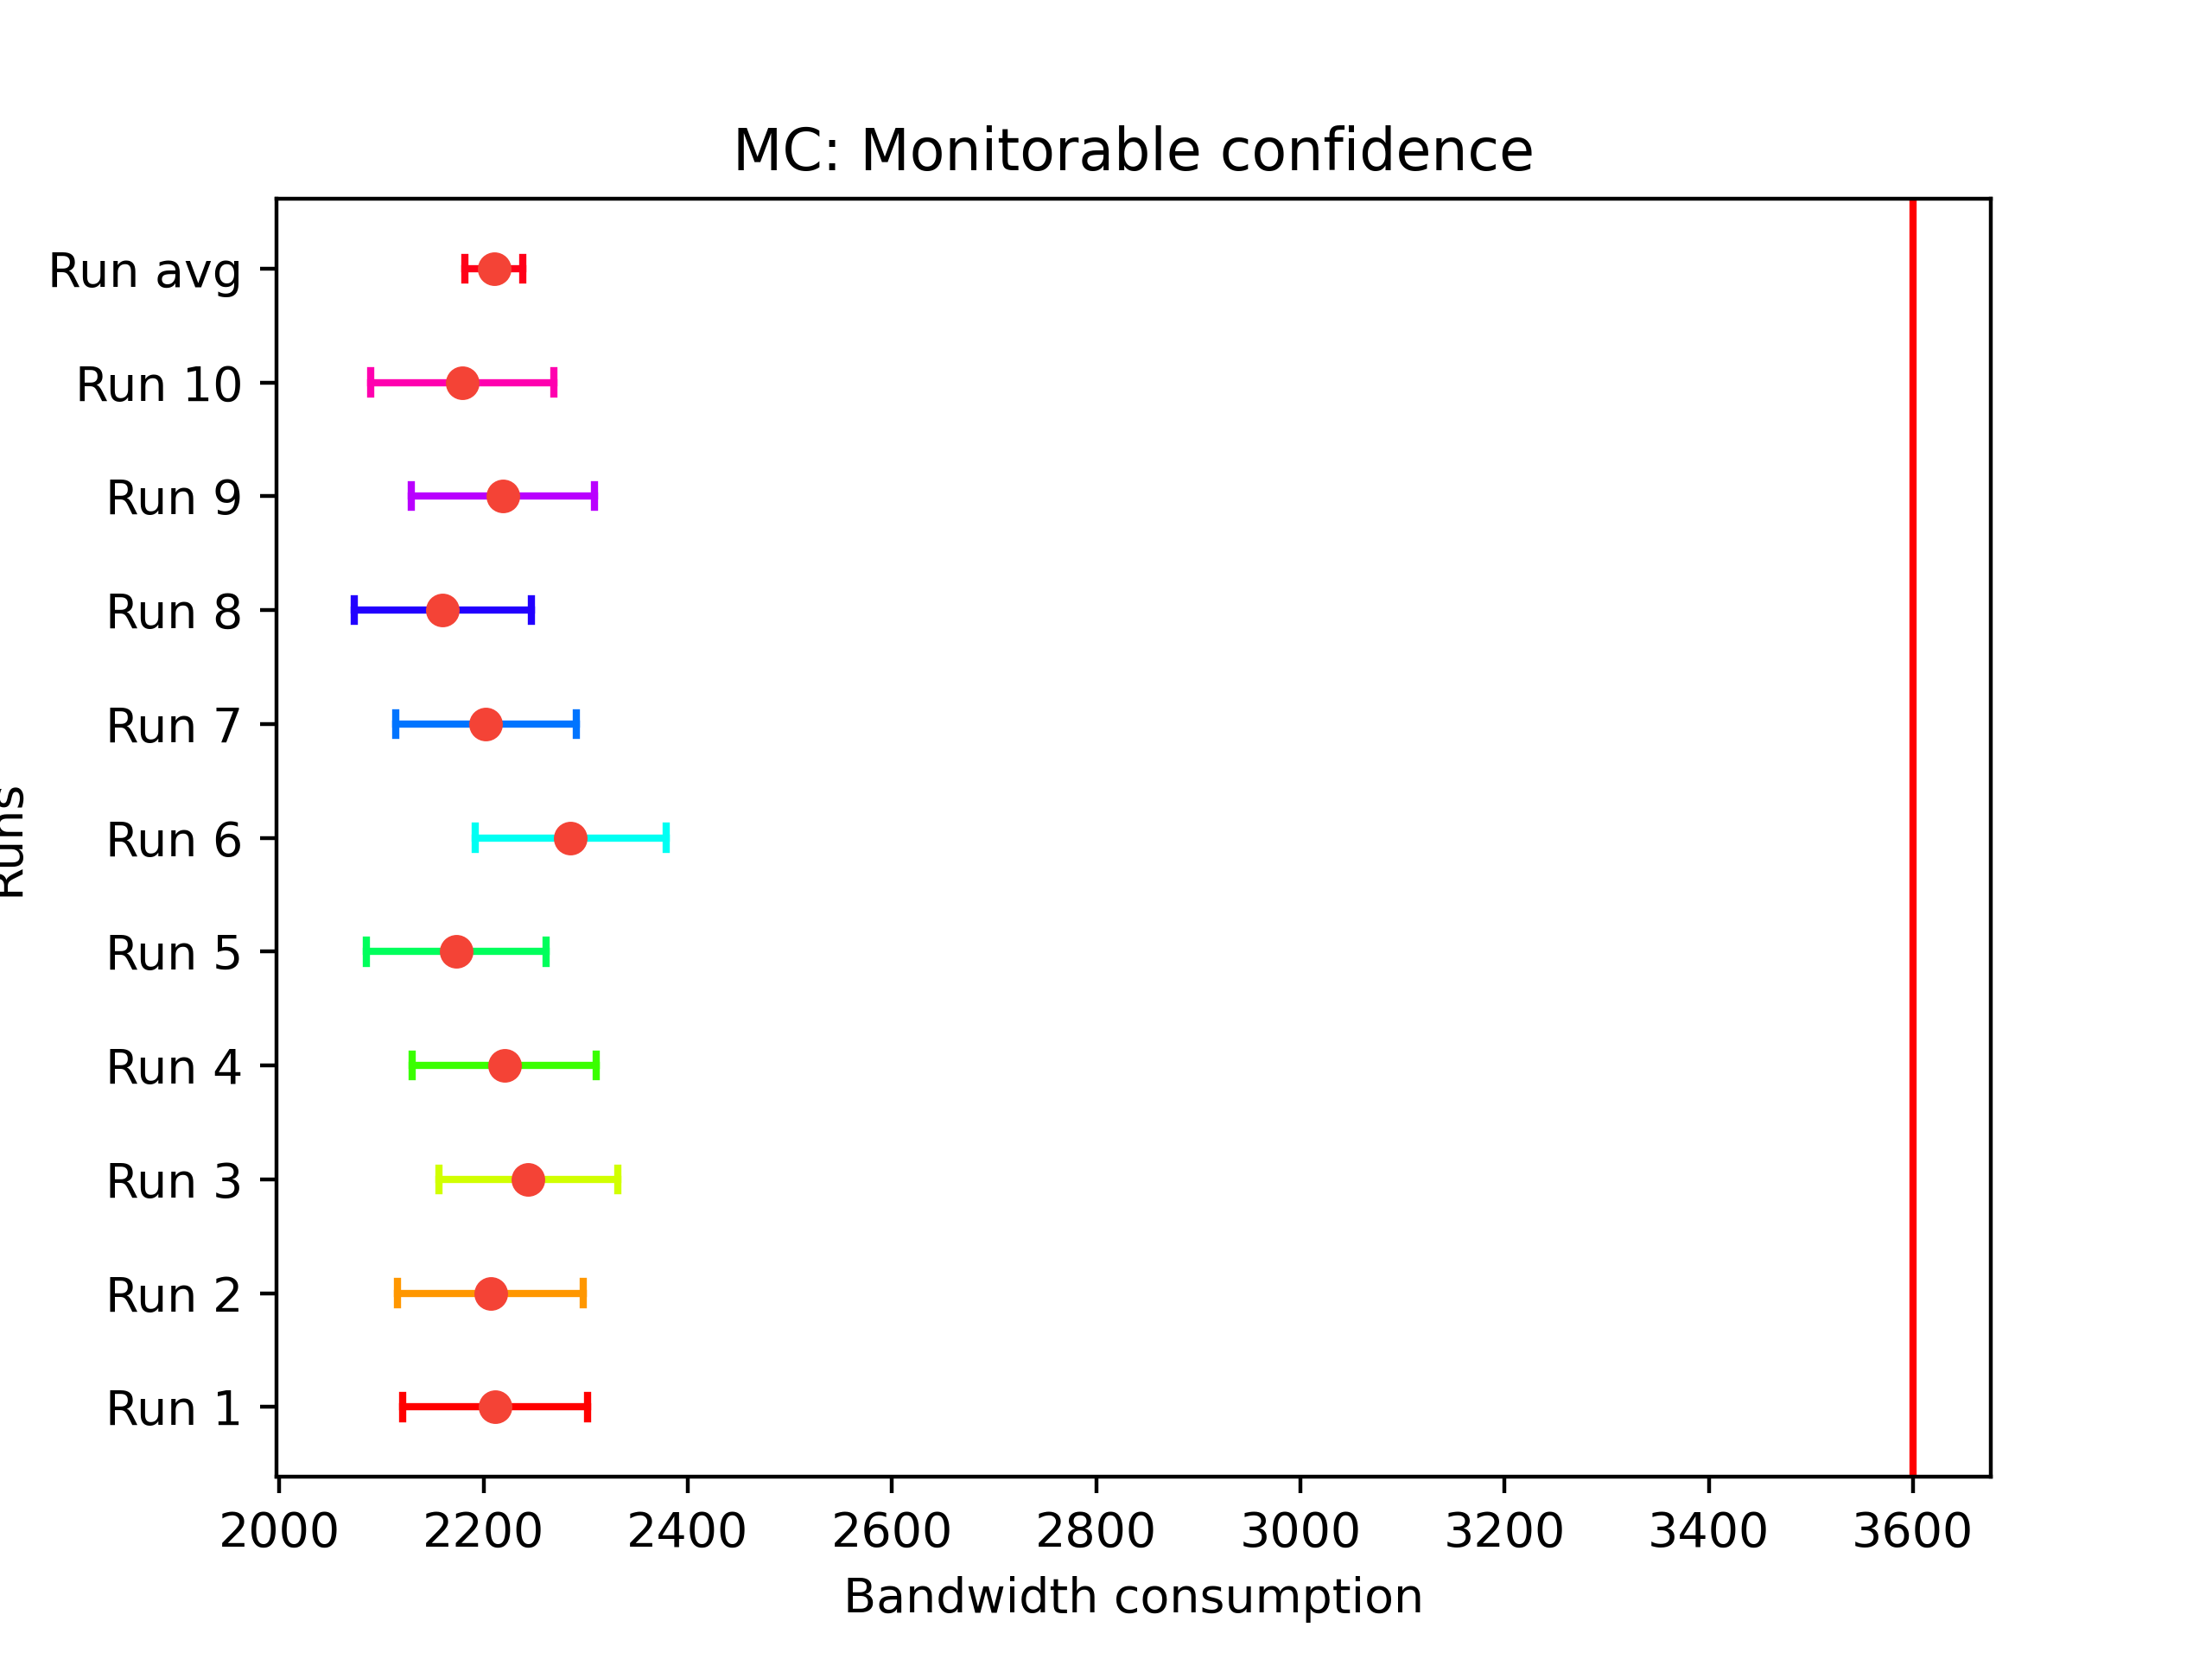 MC: Monitorable confidence
Run avg
Run 10
Run 9
Run 8
Run 7
Run 6
Run 5
Run 4
Run 3
Run 2
Run 1
Runs
2000 2200 2400 2600 2800 3000 3200 3400 3600
Bandwidth consumption